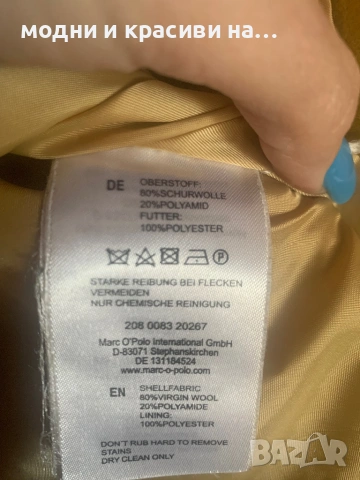 модни и красиви на...
DE OBERSTOFF:
80%SCHURWOLLE
20%POLYAMID
FUTTER:
100%POLYESTER
P
STARKE REIBUNG BEI FLECKEN
VERMEIDEN
NUR CHEMISCHE REINIGUNG
208 0083 20267
Marc O'Polo International GmbH
D-83071 Stephanskirchen
DE 131184524
www.marc-o-polo.com
EN SHELLFABRIC
80%VIRGIN WOOL
20%POLYAMIDE
LINING:
100%POLYESTER
DON'T RUB HARD TO REMOVE
STAINS
DRY CLEAN ONLY
BAZAR